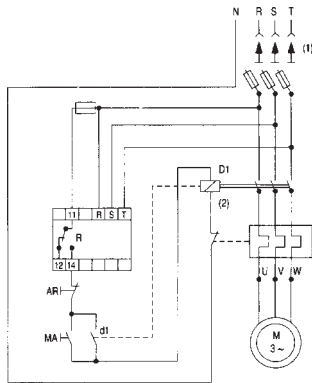 N R S T
(1)
D1
11 R S T
(2)
R
12 14
AR
U V W
MA d1
M
3~